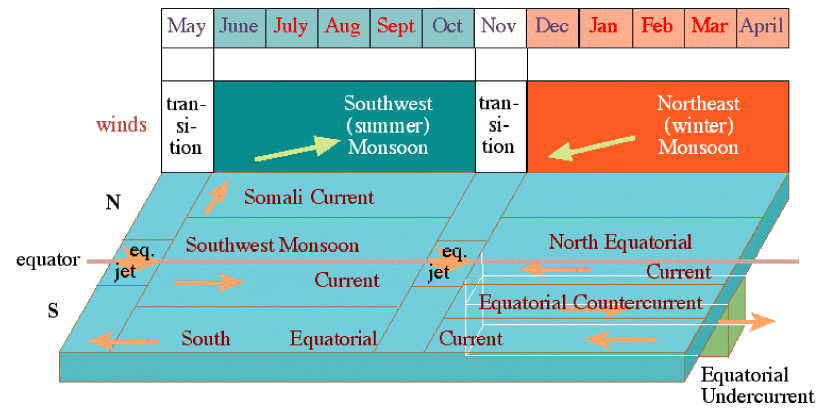 May June July Aug Sept Oct Nov Dec Jan Feb Mar April
winds
tran-
si-
tion
Southwest
(summer)
Monsoon
tran-
si-
tion
Northeast
(winter)
Monsoon
N
Somali Current
equator
eq.
jet
Southwest Monsoon
Current
eq.
jet
North Equatorial
Current
S
Equatorial Countercurrent
South Equatorial Current
Equatorial
Undercurrent